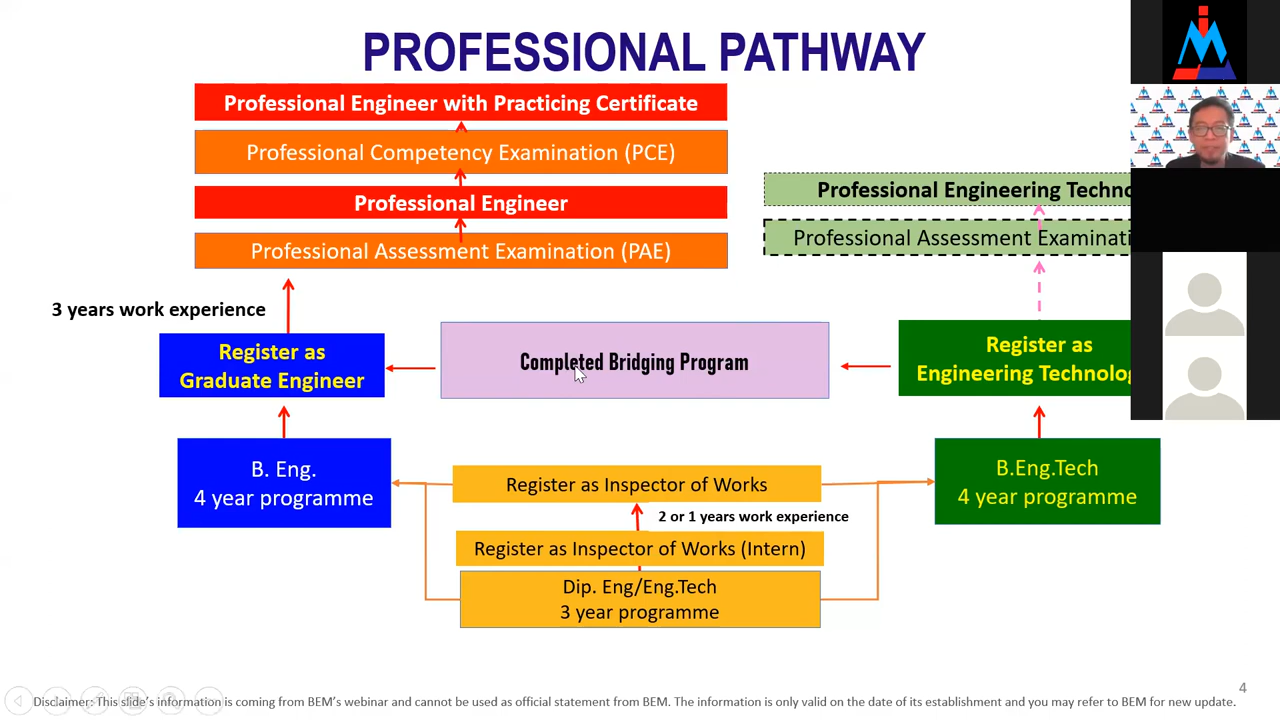 PROFESSIONAL PATHWAY
Professional Engineer with Practicing Certificate
Professional Competency Examination (PCE)
Professional Engineer
Professional Assessment Examination (PAE)
Professional Engineering
Professional Assessment
3 years work experience
Register as
Graduate Engineer
Completed Bridging Program
Register as
Engineering
B. Eng.
4 year programme
Register as Inspector of Works
2 or 1 years work experience
Register as Inspector of Works (Intern)
Dip. Eng/Eng.Tech
3 year programme
B.Eng.Tech
4 year programme
4
Disclaimer: This slide's information is coming from BEM's webinar and cannot be used as official statement from BEM. The information is only valid on the date of its establishment and you may refer to BEM for new update.